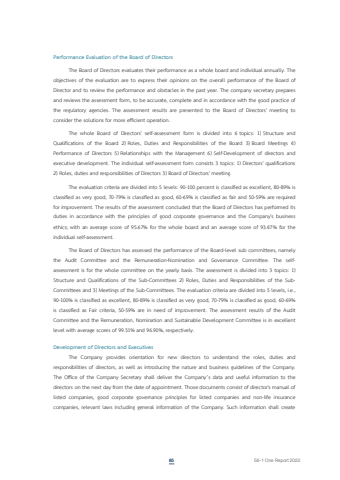 Performance Evaluation of the Board of Directors
The Board of Directors evaluates their performance as a whole board and individual annually. The
objectives of the evaluation are to express their opinions on the overall performance of the Board of
Director and to review the performance and obstacles in the past year. The company secretary prepares
and reviews the assessment form, to be accurate, complete and in accordance with the good practice of
the regulatory agencies. The assessment results are presented to the Board of Directors' meeting to
consider the solutions for more efficient operation.
The whole Board of Directors' self-assessment form is divided into 6 topics: 1) Structure and
Qualifications of the Board 2) Roles, Duties and Responsibilities of the Board 3) Board Meetings 4)
Performance of Directors 5) Relationships with the Management 6) Self-Development of directors and
executive development. The individual self-assessment form consists 3 topics: 1) Directors' qualifications
2) Roles, duties and responsibilities of Directors 3) Board of Directors' meeting
The evaluation criteria are divided into 5 levels: 90-100 percent is classified as excellent, 80-89% is
classified as very good, 70-79% is classified as good, 60-69% is classified as fair and 50-59% are required
for improvement. The results of the assessment concluded that the Board of Directors has performed its
duties in accordance with the principles of good corporate governance and the Company's business
ethics, with an average score of 95.67% for the whole board and an average score of 93.67% for the
individual self-assessment.
The Board of Directors has assessed the performance of the Board-level sub committees, namely
the Audit Committee and the Remuneration-Nomination and Governance Committee. The self-
assessment is for the whole committee on the yearly basis. The assessment is divided into 3 topics: 1)
Structure and Qualifications of the Sub-Committees 2) Roles, Duties and Responsibilities of the Sub-
Committees and 3) Meetings of the Sub-Committees. The evaluation criteria are divided into 5 levels, i.e.,
90-100% is classified as excellent, 80-89% is classified as very good, 70-79% is classified as good, 60-69%
is classified as Fair criteria, 50-59% are in need of improvement. The assessment results of the Audit
Committee and the Remuneration, Nomination and Sustainable Development Committee is in excellent
level with average scores of 99.51% and 96.90%, respectively.
Development of Directors and Executives
The Company provides orientation for new directors to understand the roles, duties and
responsibilities of directors, as well as introducing the nature and business guidelines of the Company.
The Office of the Company Secretary shall deliver the Company's data and useful information to the
directors on the next day from the date of appointment. Those documents consist of director's manual of
listed companies, good corporate governance principles for listed companies and non-life insurance
companies, relevant laws including general information of the Company. Such information shall create
85
56-1 One-Report 2022